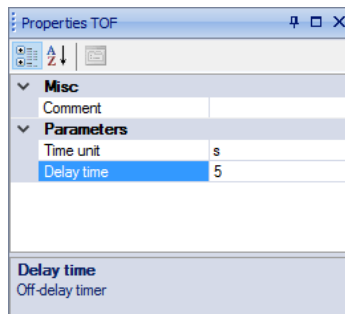 Properties TOF
A
Z
Misc
Comment
Parameters
Time unit s
Delay time 5
Delay time
Off-delay timer